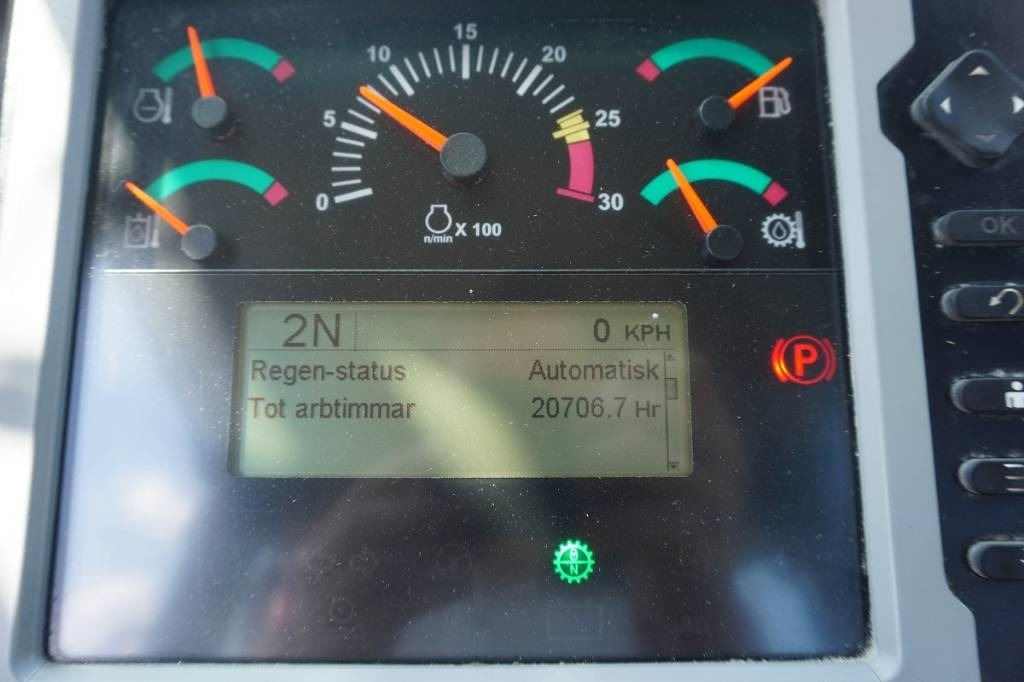 15
10 20
5 25
0 30
n/min X 100
2N 0 KPH
Regen-status Automatisk
Tot arbtimmar 20706.7 Hr
P
N
OK